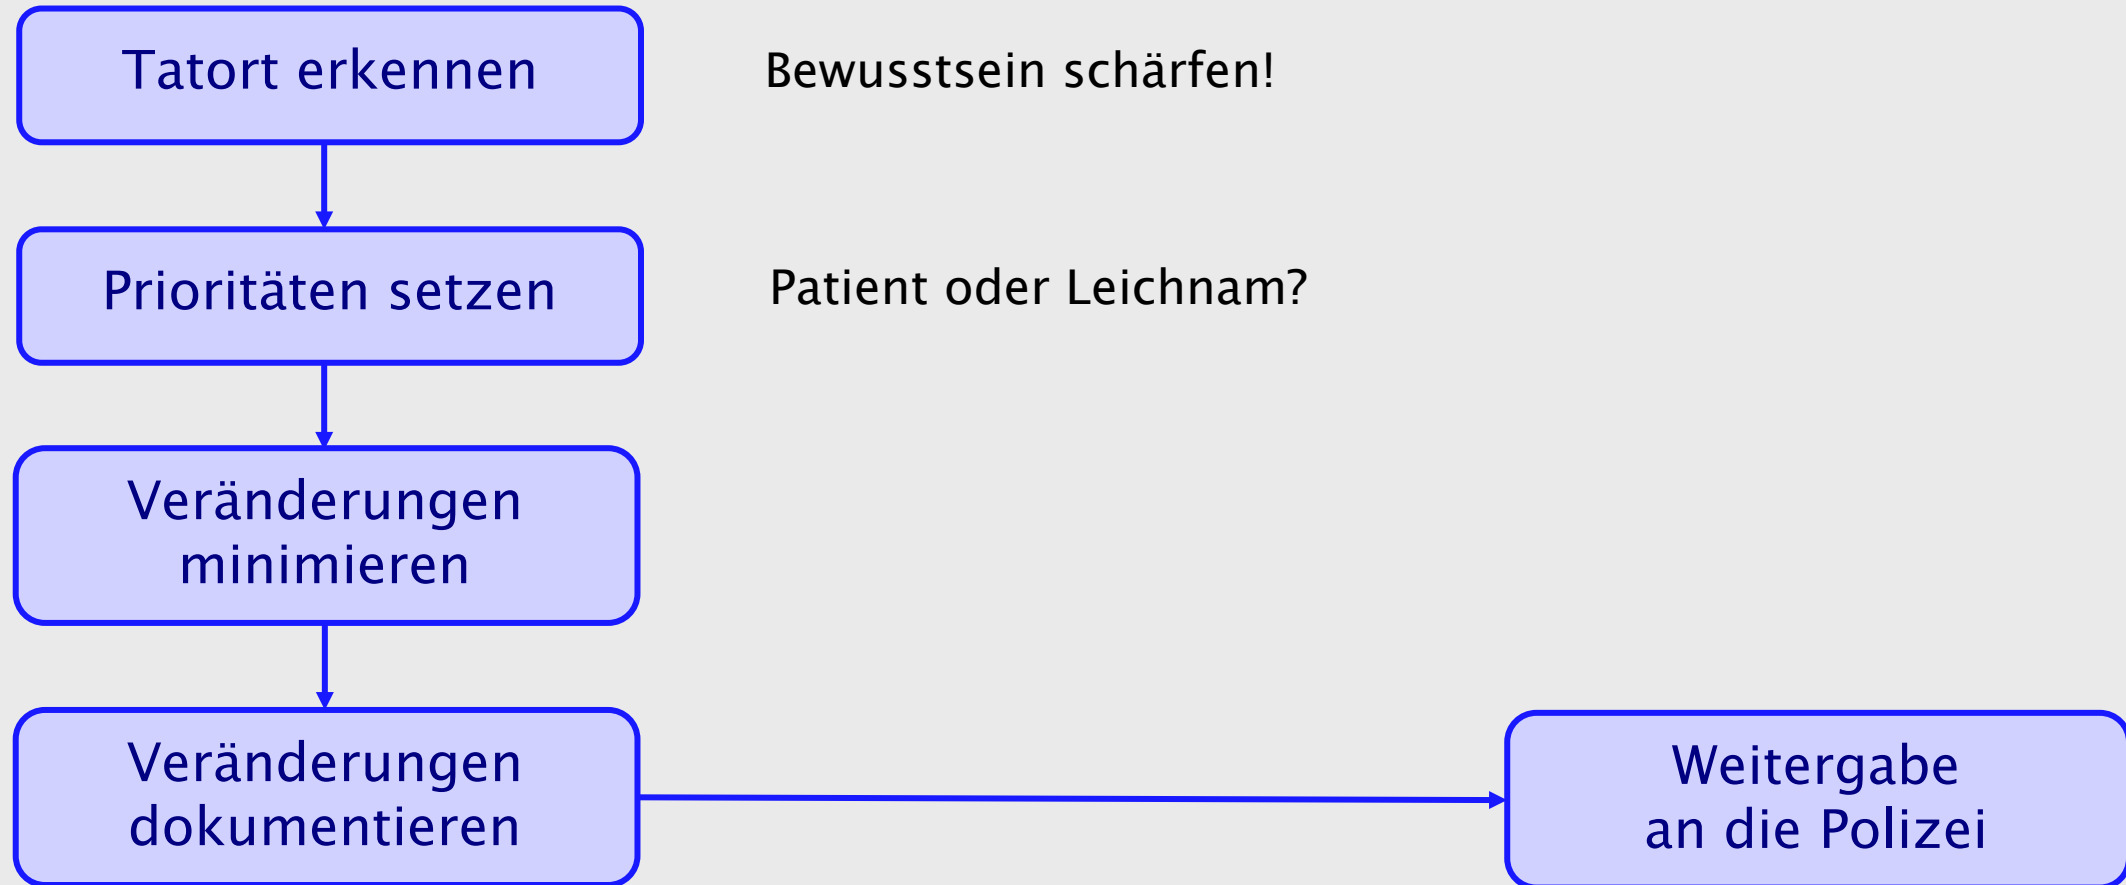 Tatort erkennen
Bewusstsein schärfen!
Prioritäten setzen
Patient oder Leichnam?
Veränderungen
minimieren
Veränderungen
dokumentieren
Weitergabe
an die Polizei